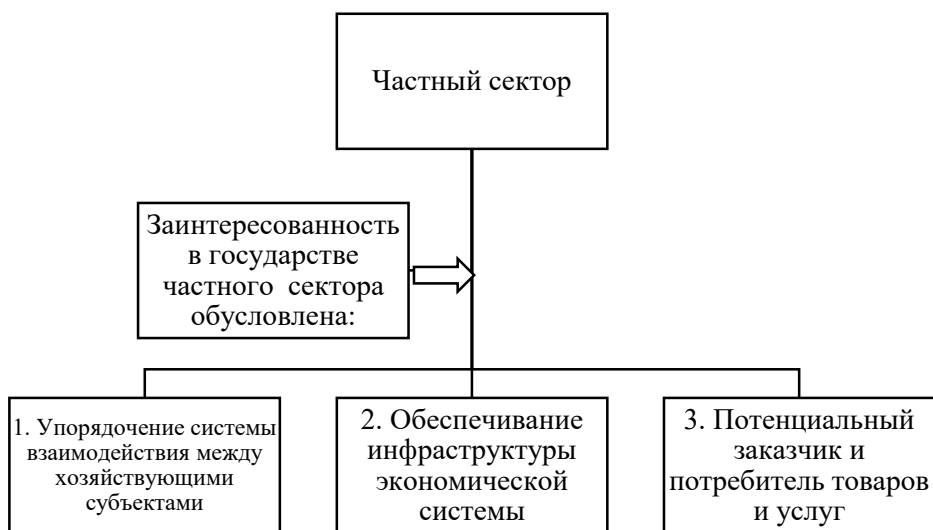 Частный сектор
Заинтересованность
в государстве
частного сектора
обусловлена:
1. Упорядочение системы
взаимодействия между
хозяйствующими
субъектами
2. Обеспечивание
инфраструктуры
экономической
системы
3. Потенциальный
заказчик и
потребитель товаров
и услуг